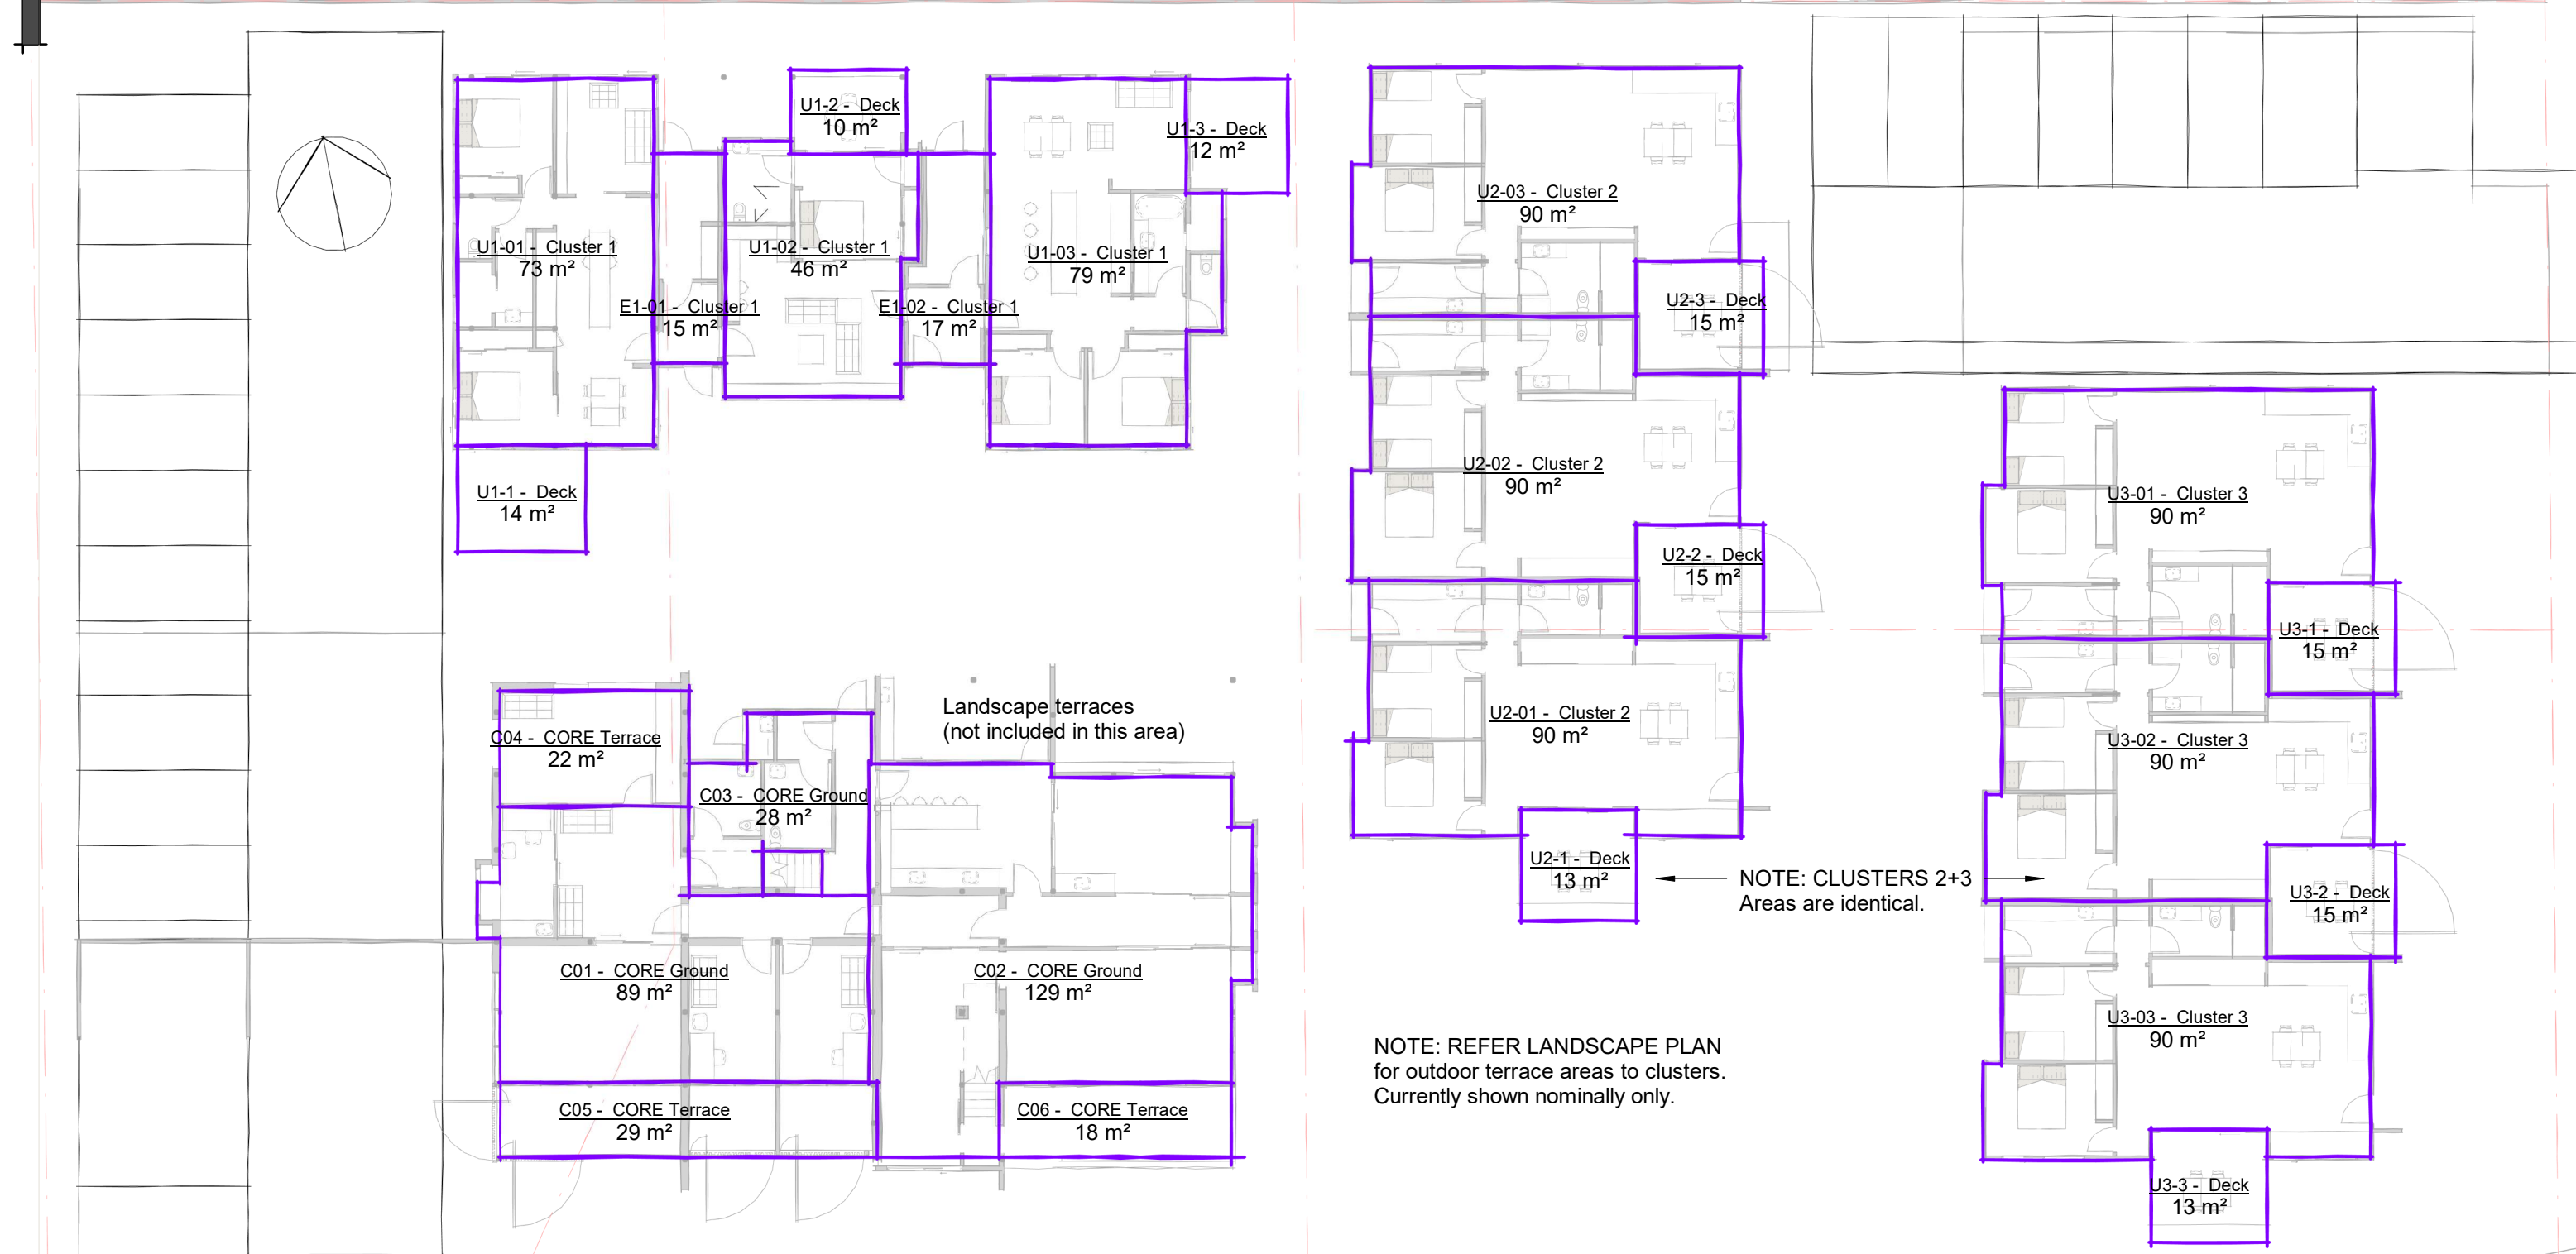 U1-2 - Deck
10 m²
U1-3 - Deck
12 m²
U1-01 - Cluster 1
73 m²
U1-02 - Cluster 1
46 m²
U1-03 - Cluster 1
79 m²
E1-01 - Cluster 1
15 m²
E1-02 - Cluster 1
17 m²
U1-1 - Deck
14 m²
U2-03 - Cluster 2
90 m²
U2-3 - Deck
15 m²
U2-02 - Cluster 2
90 m²
U2-2 - Deck
15 m²
U2-01 - Cluster 2
90 m²
U2-1 - Deck
13 m²
NOTE: CLUSTERS 2+3
Areas are identical.
U3-01 - Cluster 3
90 m²
U3-1 - Deck
15 m²
U3-02 - Cluster 3
90 m²
U3-2 - Deck
15 m²
U3-03 - Cluster 3
90 m²
U3-3 - Deck
13 m²
Landscape terraces
(not included in this area)
C04 - CORE Terrace
22 m²
C03 - CORE Ground
28 m²
C01 - CORE Ground
89 m²
C02 - CORE Ground
129 m²
C05 - CORE Terrace
29 m²
C06 - CORE Terrace
18 m²
NOTE: REFER LANDSCAPE PLAN
for outdoor terrace areas to clusters.
Currently shown nominally only.